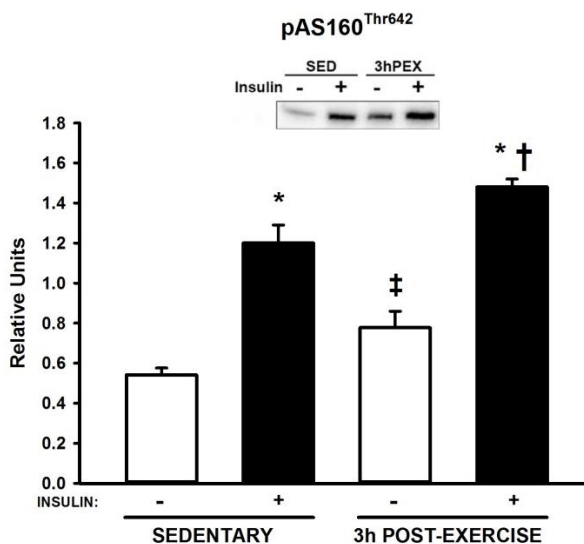 pAS160Thr642
SED 3hPEX
Insulin - + - +
1.8
1.6
1.4
1.2
1.0
0.8
0.6
0.4
0.2
0.0
Relative Units
*
‡
* †
INSULIN: - + - +
SEDENTARY 3h POST-EXERCISE